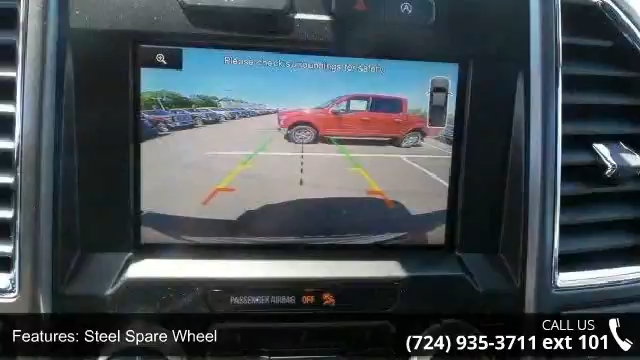 Please check surroundings for safety
PASSENGER AIRBAG OFF
Features: Steel Spare Wheel
CALL US
(724) 935-3711 ext 101